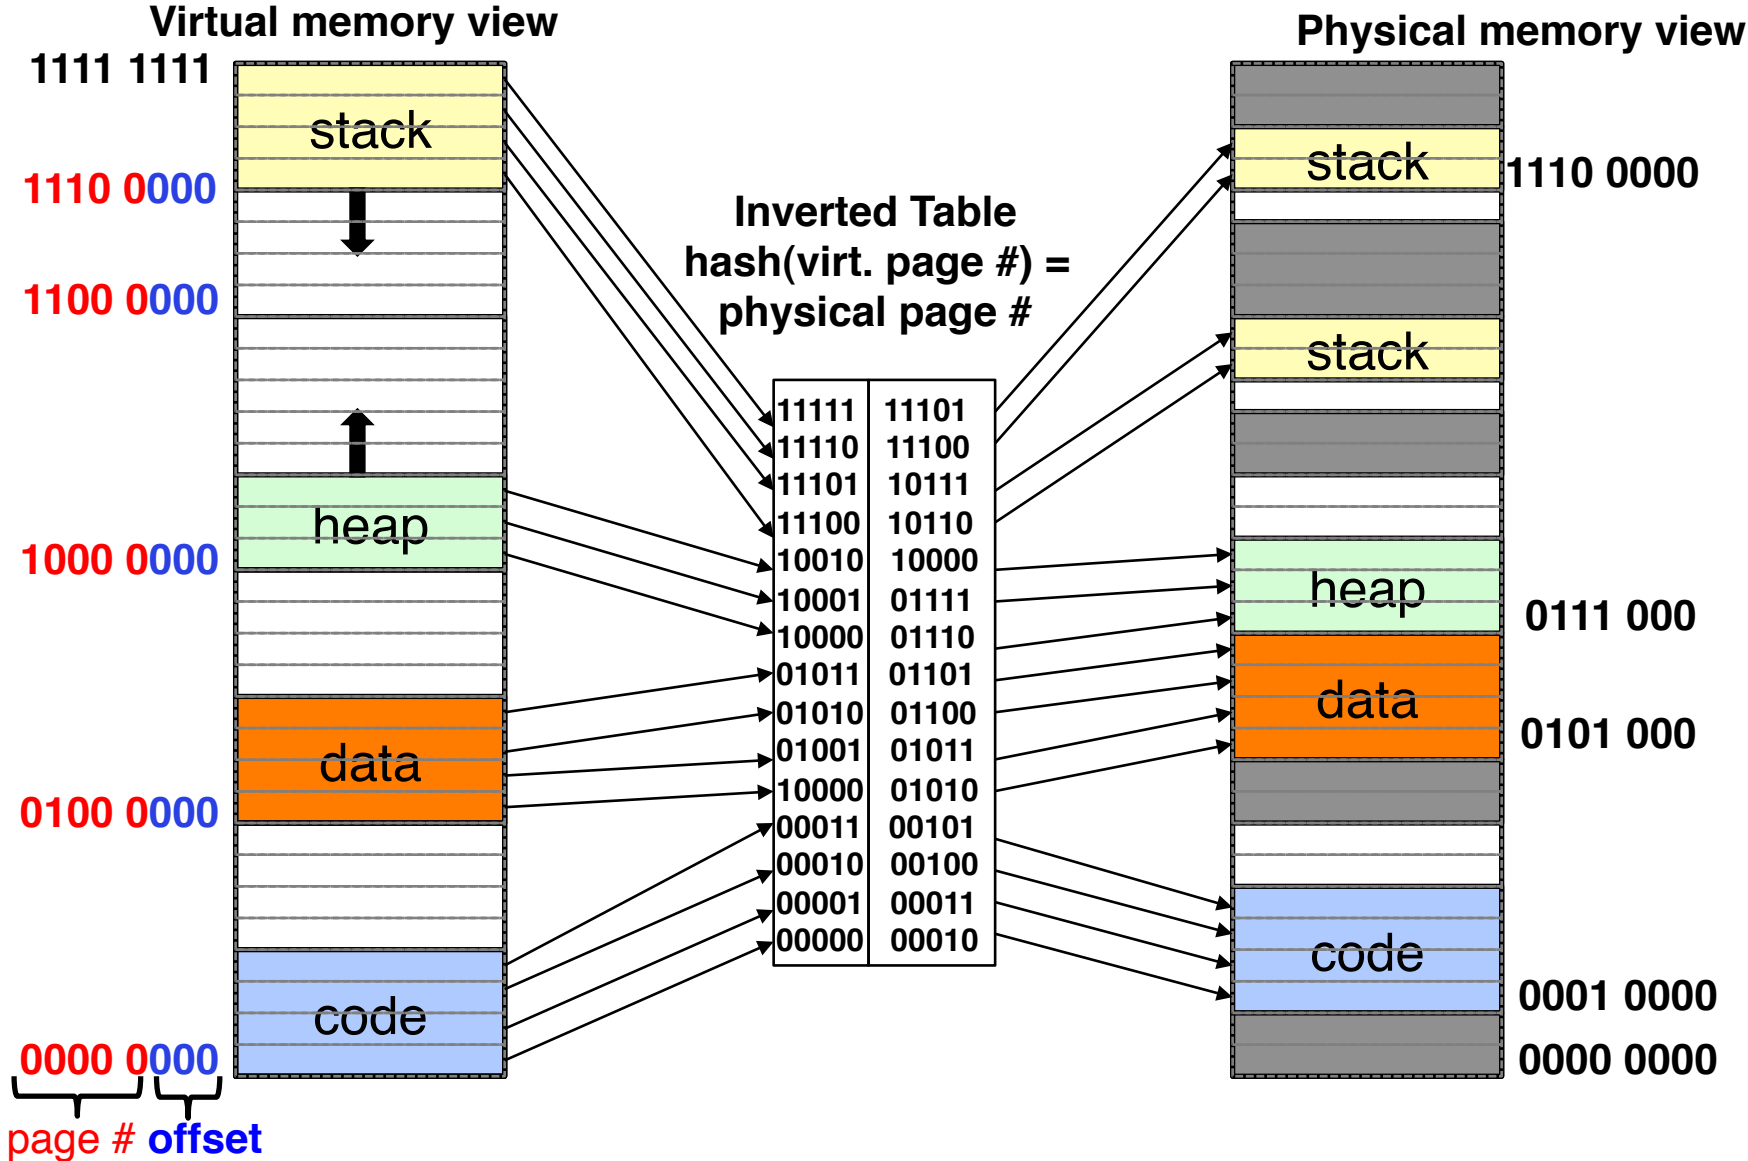 Virtual memory view
Physical memory view
1111 1111
stack
1110 0000
1100 0000
heap
1000 0000
data
0100 0000
code
0000 0000
page # offset
Inverted Table
hash(virt. page #) =
physical page #
11111 11101
11110 11100
11101 10111
11100 10110
10010 10000
10001 01111
10000 01110
01011 01101
01010 01100
01001 01011
10000 01010
00011 00101
00010 00100
00001 00011
00000 00010
stack
1110 0000
stack
heap
0111 000
data
0101 000
code
0001 0000
0000 0000